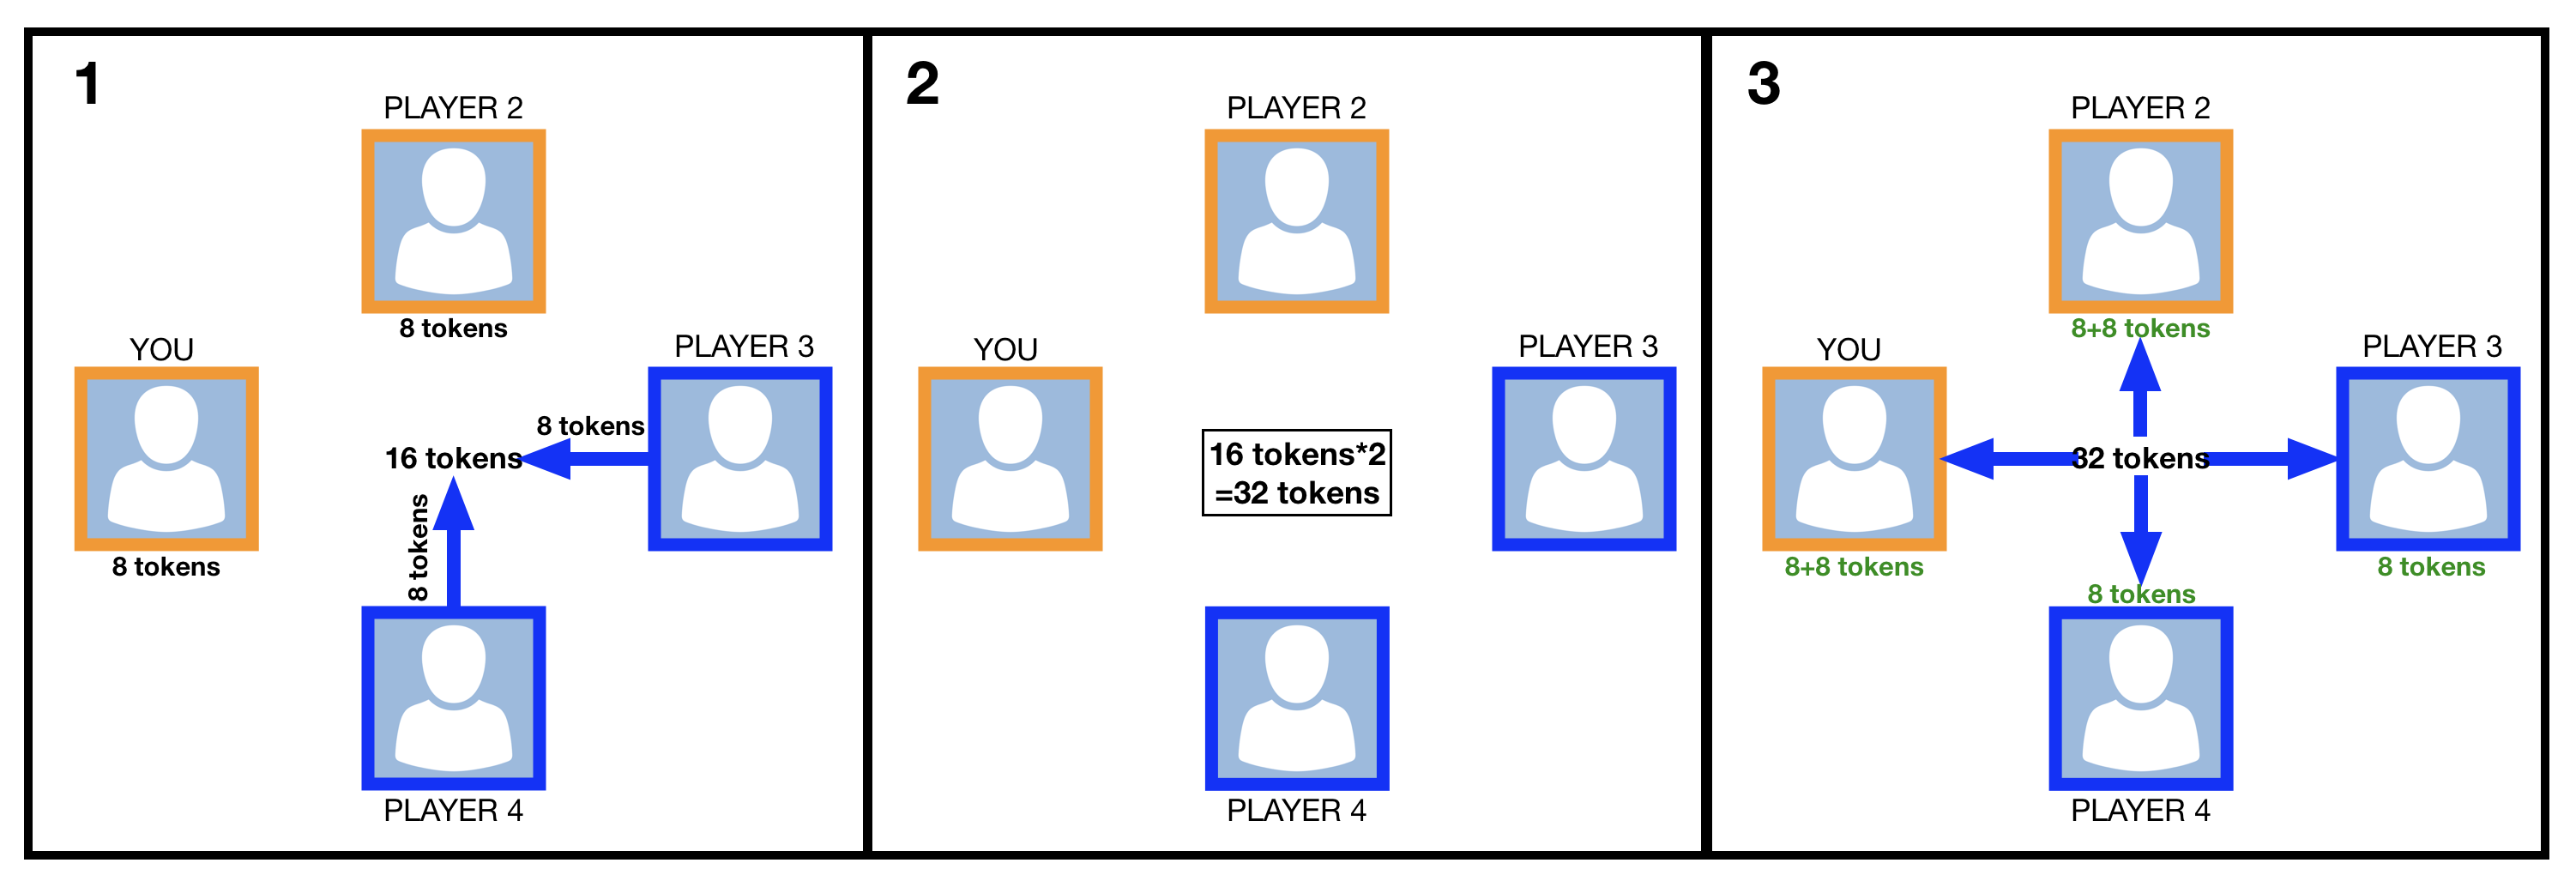 1
PLAYER 2
8 tokens
YOU
8 tokens
PLAYER 3
8 tokens
16 tokens
8 tokens
PLAYER 4
2
PLAYER 2
YOU
PLAYER 3
16 tokens*2
=32 tokens
PLAYER 4
3
PLAYER 2
8+8 tokens
YOU
8+8 tokens
PLAYER 3
8 tokens
32 tokens
8 tokens
PLAYER 4